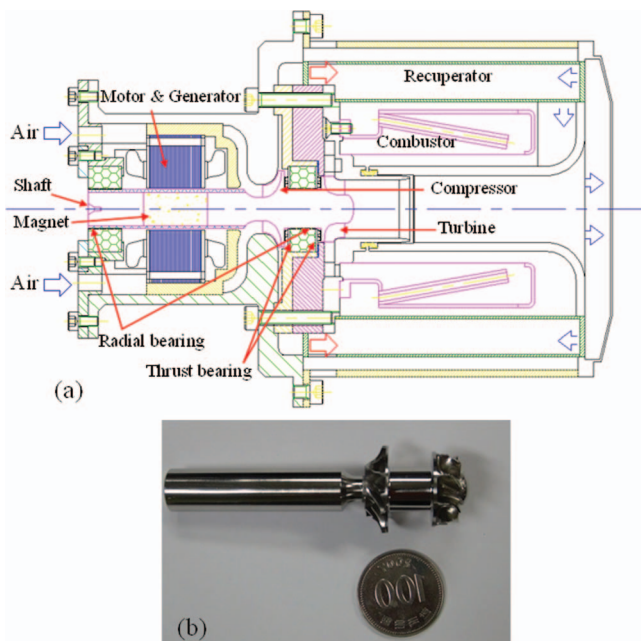 Motor & Generator
Recuperator
Air
Combustor
Shaft
Compressor
Magnet
Turbine
Air
Radial bearing
Thrust bearing
(a)
100
(b)